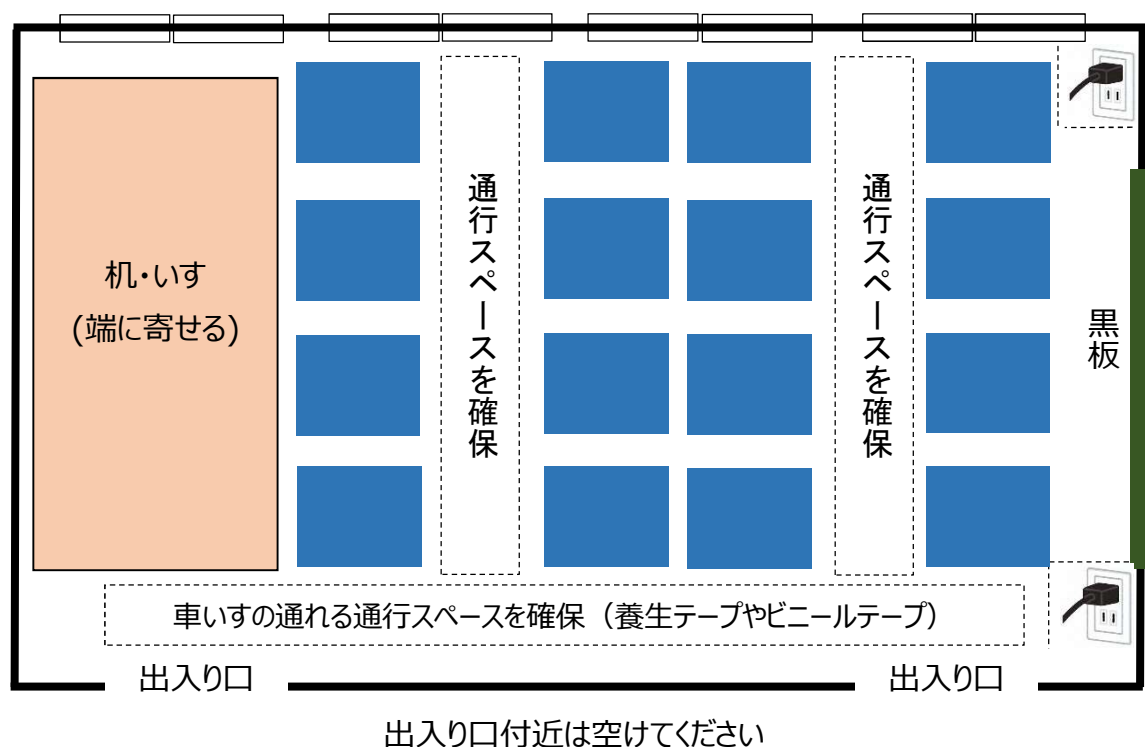 机・いす
(端に寄せる)
通行スペースを確保
通行スペースを確保
黒板
車いすの通れる通行スペースを確保（養生テープやビニールテープ）
出入り口
出入り口
出入り口付近は空けてください